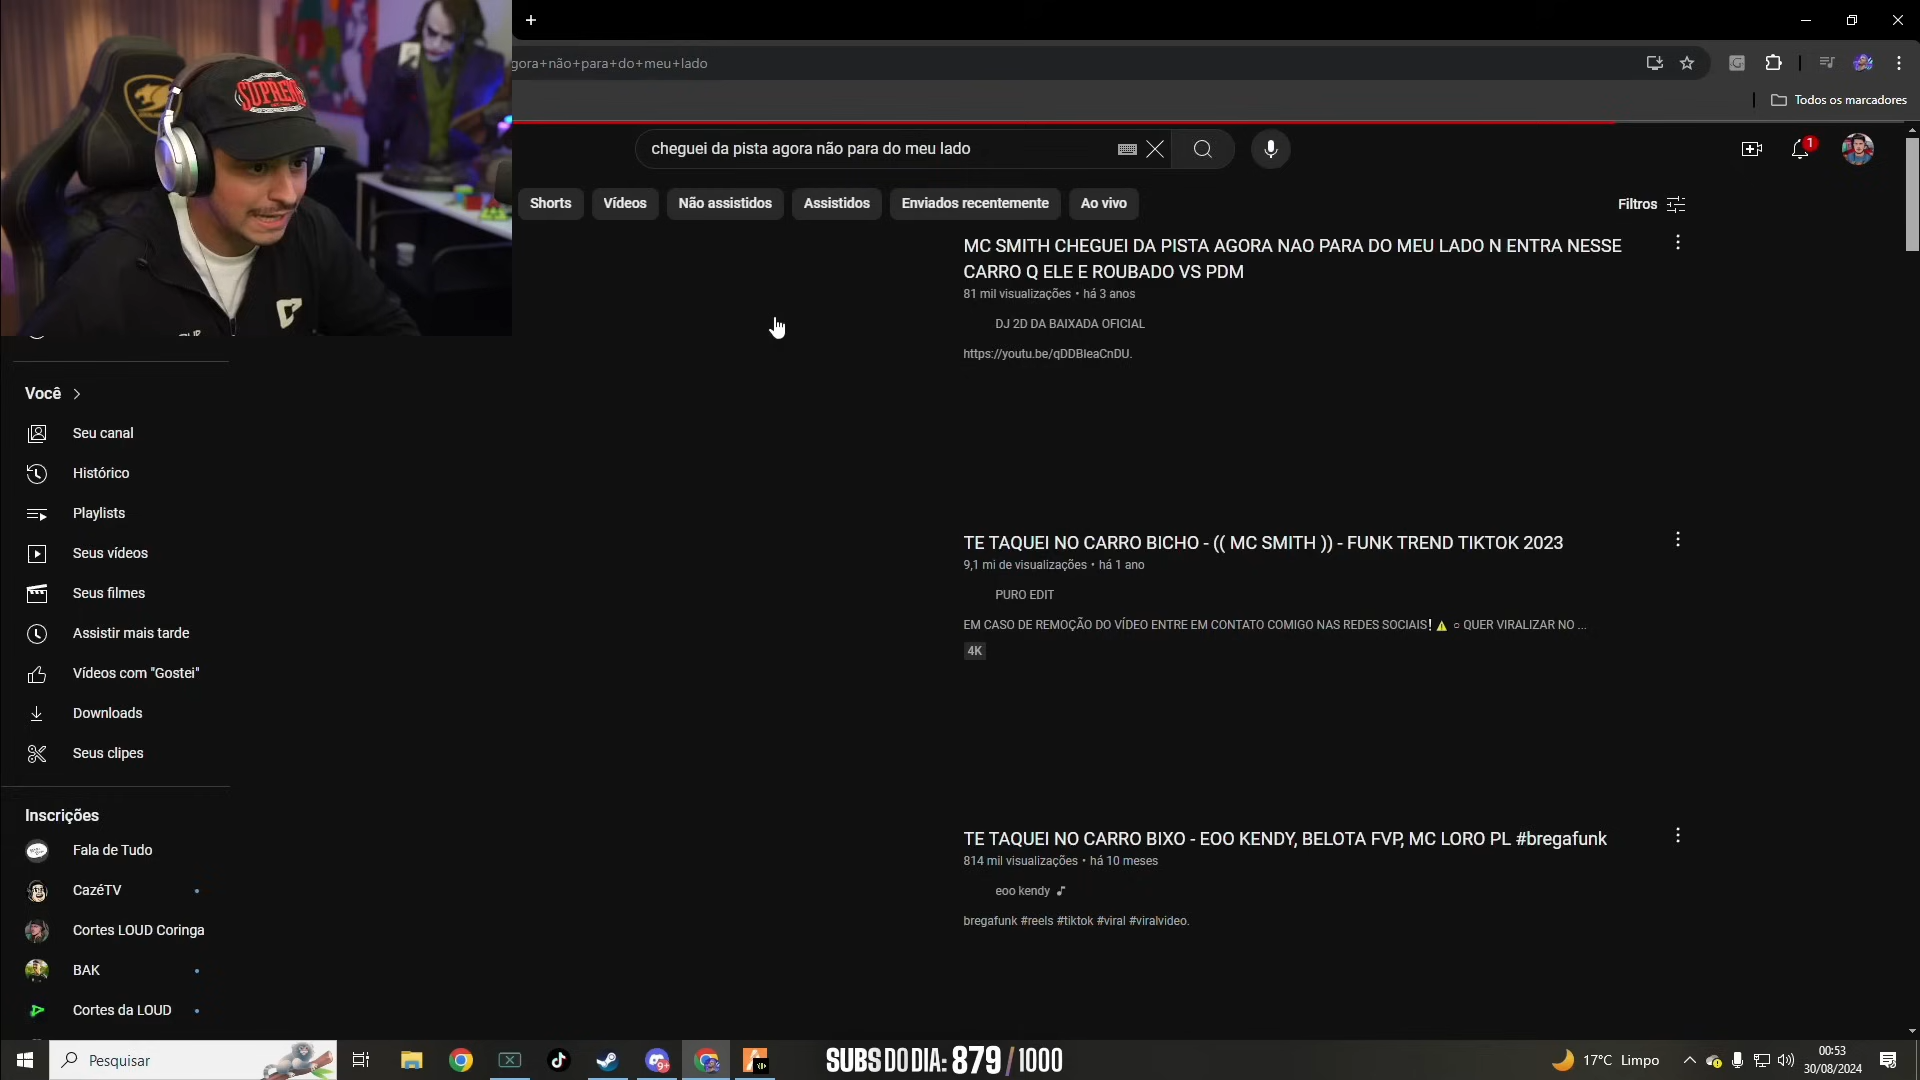 SUPREME
gora+não+para+do+meu+lado
Todos os marcadores
cheguei da pista agora não para do meu lado
1
Shorts
Vídeos
Não assistidos
Assistidos
Enviados recentemente
Ao vivo
Filtros
MC SMITH CHEGUEI DA PISTA AGORA NAO PARA DO MEU LADO N ENTRA NESSE
CARRO Q ELE E ROUBADO VS PDM
81 mil visualizações • há 3 anos
DJ 2D DA BAIXADA OFICIAL
https://youtu.be/qDDBIeaCnDU.
Você
Seu canal
Histórico
Playlists
Seus vídeos
Seus filmes
Assistir mais tarde
Vídeos com "Gostei"
Downloads
Seus clipes
TE TAQUEI NO CARRO BICHO - (( MC SMITH )) - FUNK TREND TIKTOK 2023
9,1 mi de visualizações • há 1 ano
PURO EDIT
EM CASO DE REMOÇÃO DO VÍDEO ENTRE EM CONTATO COMIGO NAS REDES SOCIAIS! ⚠ ○ QUER VIRALIZAR NO ...
4K
TE TAQUEI NO CARRO BIXO - EOO KENDY, BELOTA FVP, MC LORO PL #bregafunk
814 mil visualizações • há 10 meses
eoo kendy
bregafunk #reels #tiktok #viral #viralvideo.
Inscrições
Fala de Tudo
CazéTV
Cortes LOUD Coringa
BAK
Cortes da LOUD
Pesquisar
9+
SUBS DO DIA: 879/1000
17°C Limpo
00:53
30/08/2024